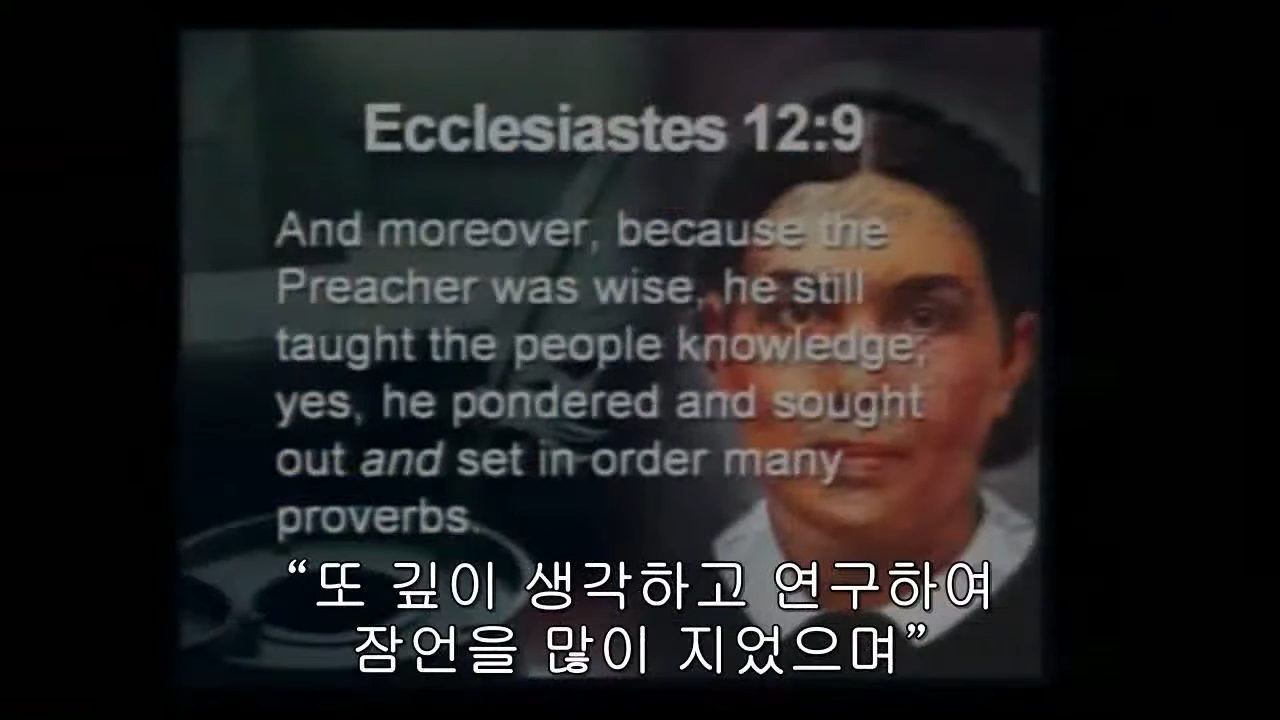 Ecclesiastes 12:9
And moreover, because the
Preacher was wise, he still
taught the people knowledge;
yes, he pondered and sought
out and set in order many
proverbs.
“또 깊이 생각하고 연구하여
잠언을 많이 지었으며”